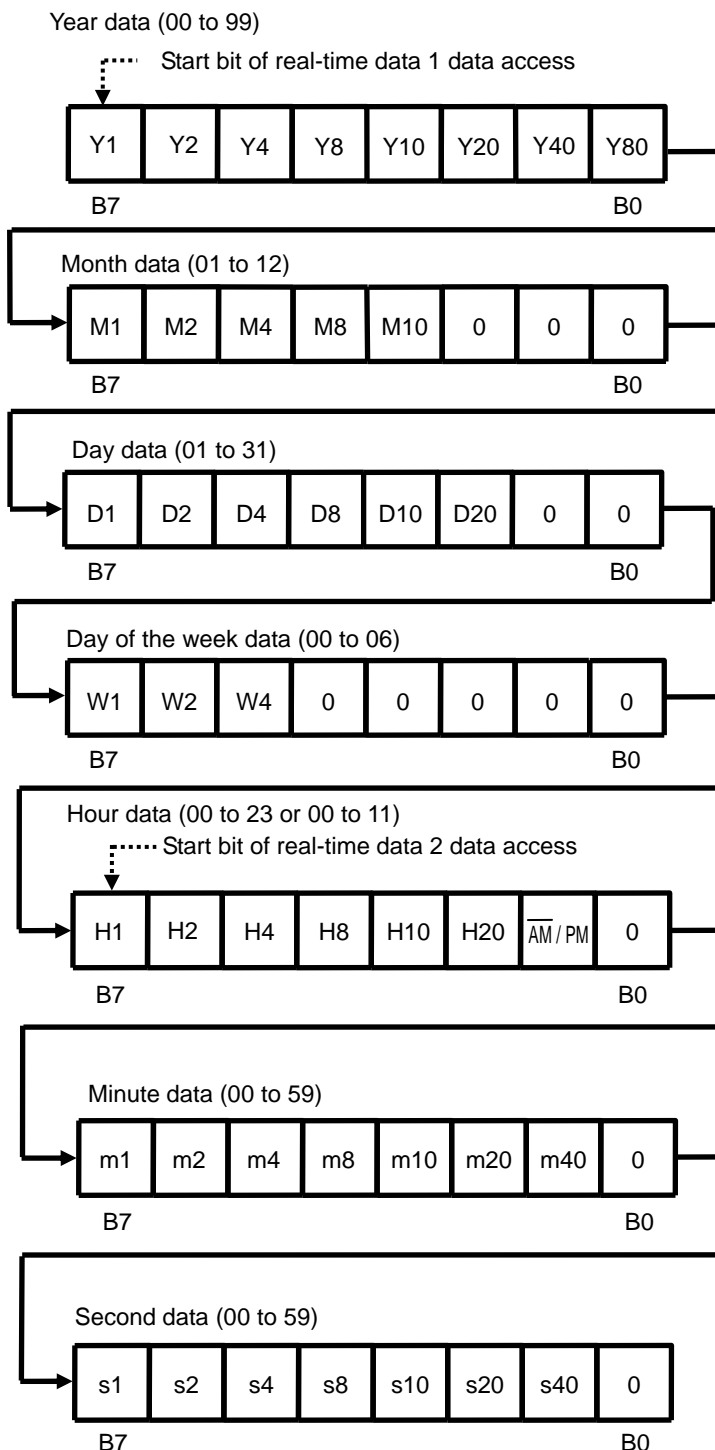 Year data (00 to 99)
Start bit of real-time data 1 data access
Y1 Y2 Y4 Y8 Y10 Y20 Y40 Y80
B7 B0
Month data (01 to 12)
M1 M2 M4 M8 M10 0 0 0
B7 B0
Day data (01 to 31)
D1 D2 D4 D8 D10 D20 0 0
B7 B0
Day of the week data (00 to 06)
W1 W2 W4 0 0 0 0 0
B7 B0
Hour data (00 to 23 or 00 to 11)
Start bit of real-time data 2 data access
H1 H2 H4 H8 H10 H20 A̅M̅ / PM 0
B7 B0
Minute data (00 to 59)
m1 m2 m4 m8 m10 m20 m40 0
B7 B0
Second data (00 to 59)
s1 s2 s4 s8 s10 s20 s40 0
B7 B0